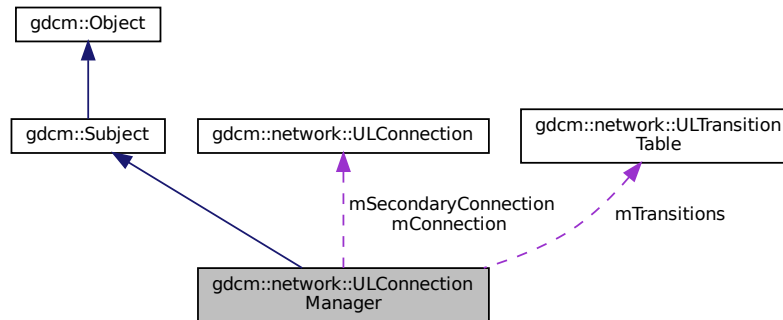 gdcm::Object
gdcm::Subject
gdcm::network::ULConnection
gdcm::network::ULTransition
Table
mSecondaryConnection
mConnection
mTransitions
gdcm::network::ULConnection
Manager